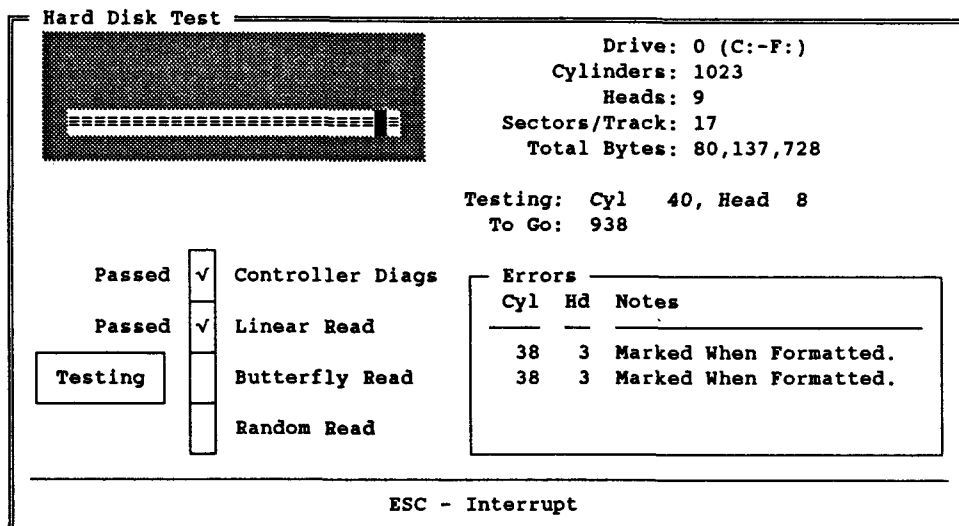 Hard Disk Test
Drive: 0 (C:-F:)
Cylinders: 1023
Heads: 9
Sectors/Track: 17
Total Bytes: 80,137,728
Testing: Cyl 40, Head 8
To Go: 938
Passed √ Controller Diags
Passed √ Linear Read
Testing Butterfly Read
Random Read
Errors
Cyl Hd Notes
38 3 Marked When Formatted.
38 3 Marked When Formatted.
ESC - Interrupt